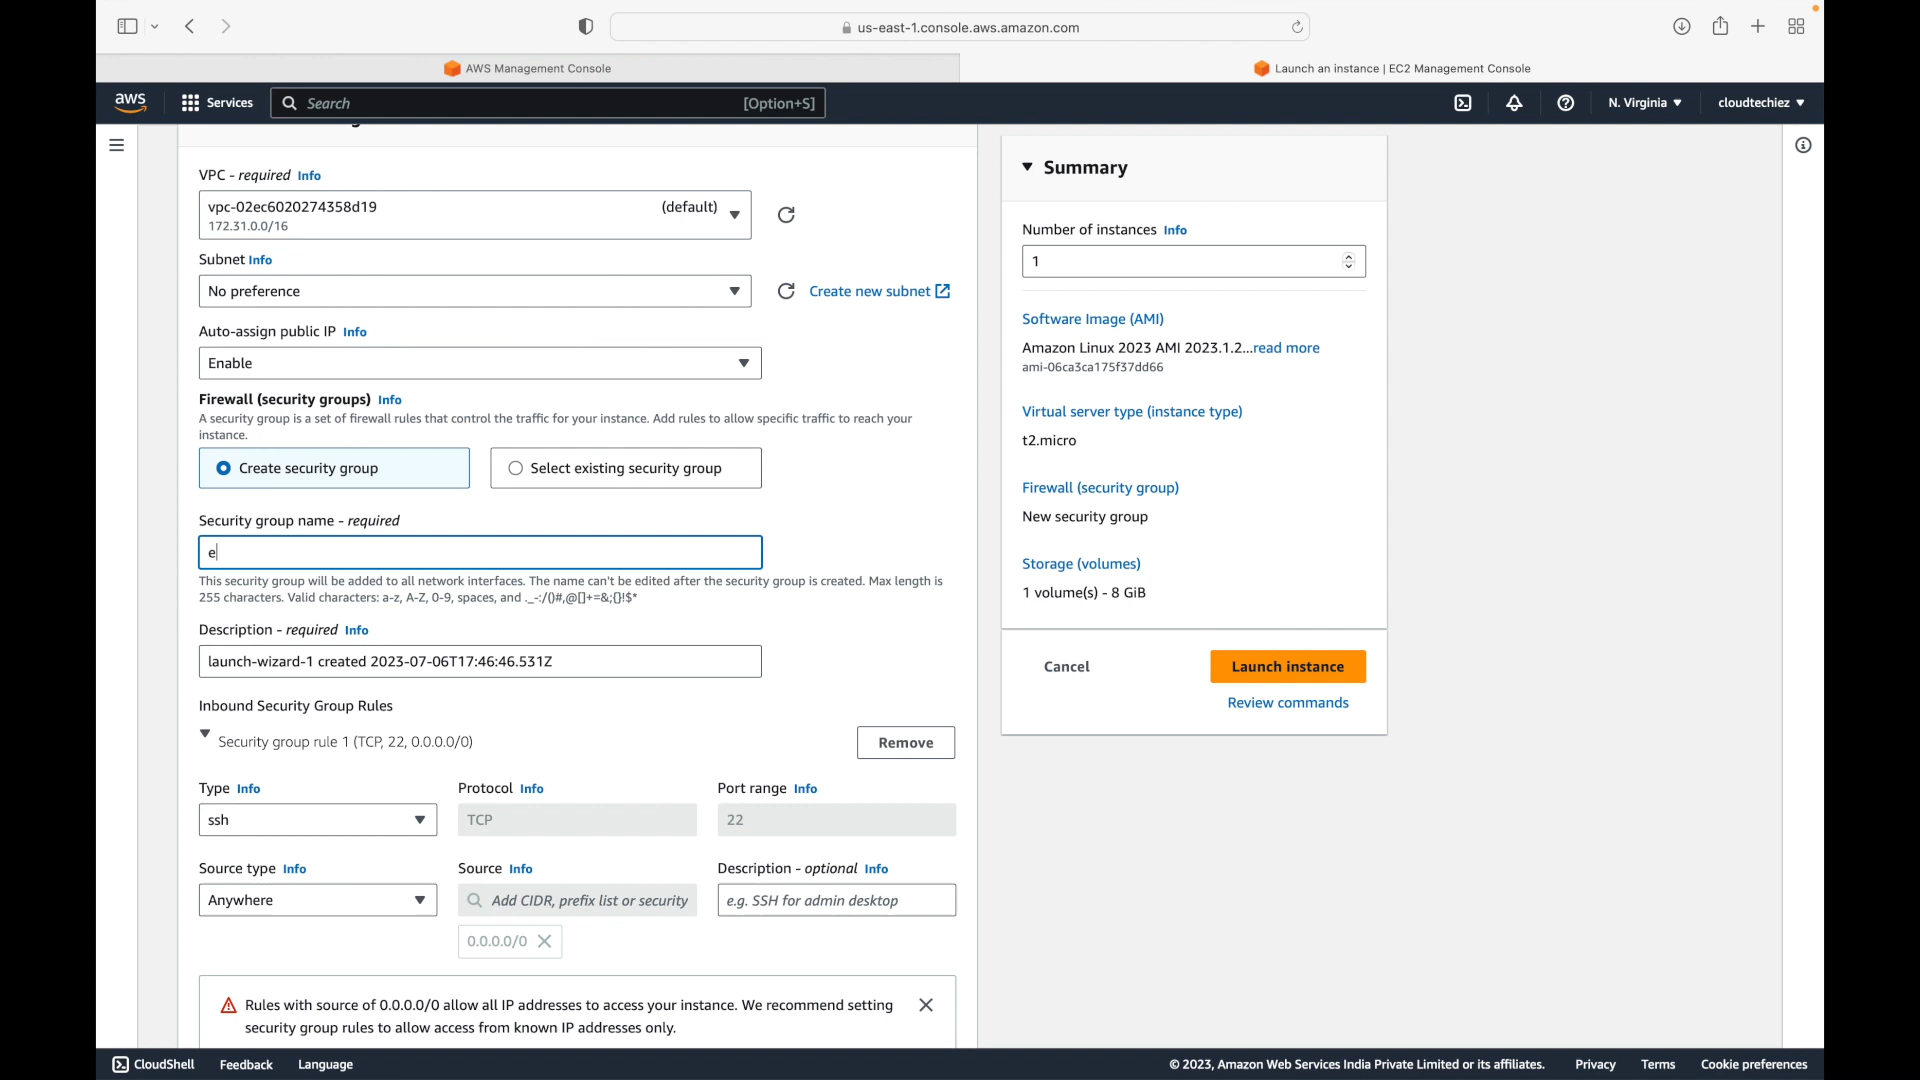 us-east-1.console.aws.amazon.com
AWS Management Console
Launch an instance | EC2 Management Console
aws
Services
Search
[Option+S]
N. Virginia
cloudtechiez
VPC - required Info
vpc-02ec6020274358d19
(default)
172.31.0.0/16
Subnet Info
No preference
Create new subnet
Auto-assign public IP Info
Enable
Firewall (security groups) Info
A security group is a set of firewall rules that control the traffic for your instance. Add rules to allow specific traffic to reach your
instance.
Create security group
Select existing security group
Security group name - required
e
This security group will be added to all network interfaces. The name can't be edited after the security group is created. Max length is
255 characters. Valid characters: a-z, A-Z, 0-9, spaces, and ._-:/()#,@[]+=&;{}!$*
Description - required Info
launch-wizard-1 created 2023-07-06T17:46:46.531Z
Inbound Security Group Rules
Security group rule 1 (TCP, 22, 0.0.0.0/0)
Remove
Type Info
Protocol Info
Port range Info
ssh
TCP
22
Source type Info
Source Info
Description - optional Info
Anywhere
Add CIDR, prefix list or security
e.g. SSH for admin desktop
0.0.0.0/0
Rules with source of 0.0.0.0/0 allow all IP addresses to access your instance. We recommend setting
security group rules to allow access from known IP addresses only.
Summary
Number of instances Info
1
Software Image (AMI)
Amazon Linux 2023 AMI 2023.1.2...read more
ami-06ca3ca175f37dd66
Virtual server type (instance type)
t2.micro
Firewall (security group)
New security group
Storage (volumes)
1 volume(s) - 8 GiB
Cancel
Launch instance
Review commands
CloudShell
Feedback
Language
© 2023, Amazon Web Services India Private Limited or its affiliates.
Privacy
Terms
Cookie preferences